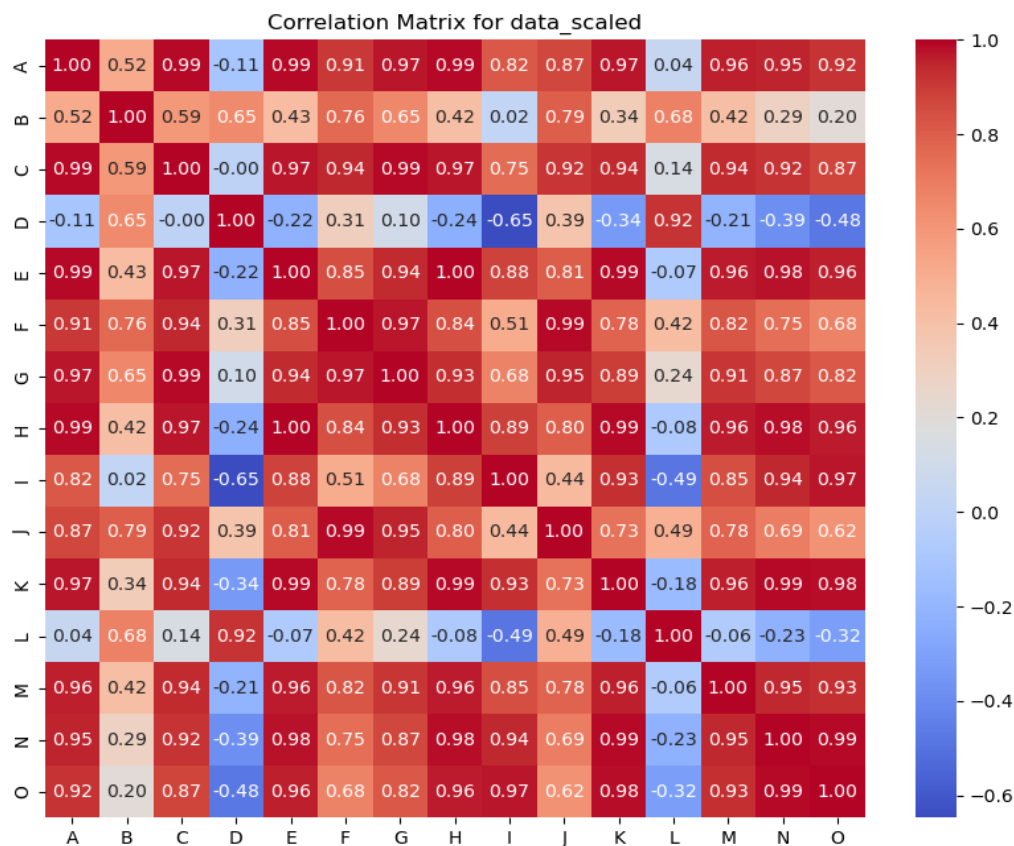 Correlation Matrix for data_scaled
A 1.00 0.52 0.99 -0.11 0.99 0.91 0.97 0.99 0.82 0.87 0.97 0.04 0.96 0.95 0.92
B 0.52 1.00 0.59 0.65 0.43 0.76 0.65 0.42 0.02 0.79 0.34 0.68 0.42 0.29 0.20
C 0.99 0.59 1.00 -0.00 0.97 0.94 0.99 0.97 0.75 0.92 0.94 0.14 0.94 0.92 0.87
D -0.11 0.65 -0.00 1.00 -0.22 0.31 0.10 -0.24 -0.65 0.39 -0.34 0.92 -0.21 -0.39 -0.48
E 0.99 0.43 0.97 -0.22 1.00 0.85 0.94 1.00 0.88 0.81 0.99 -0.07 0.96 0.98 0.96
F 0.91 0.76 0.94 0.31 0.85 1.00 0.97 0.84 0.51 0.99 0.78 0.42 0.82 0.75 0.68
G 0.97 0.65 0.99 0.10 0.94 0.97 1.00 0.93 0.68 0.95 0.89 0.24 0.91 0.87 0.82
H 0.99 0.42 0.97 -0.24 1.00 0.84 0.93 1.00 0.89 0.80 0.99 -0.08 0.96 0.98 0.96
I 0.82 0.02 0.75 -0.65 0.88 0.51 0.68 0.89 1.00 0.44 0.93 -0.49 0.85 0.94 0.97
J 0.87 0.79 0.92 0.39 0.81 0.99 0.95 0.80 0.44 1.00 0.73 0.49 0.78 0.69 0.62
K 0.97 0.34 0.94 -0.34 0.99 0.78 0.89 0.99 0.93 0.73 1.00 -0.18 0.96 0.99 0.98
L 0.04 0.68 0.14 0.92 -0.07 0.42 0.24 -0.08 -0.49 0.49 -0.18 1.00 -0.06 -0.23 -0.32
M 0.96 0.42 0.94 -0.21 0.96 0.82 0.91 0.96 0.85 0.78 0.96 -0.06 1.00 0.95 0.93
N 0.95 0.29 0.92 -0.39 0.98 0.75 0.87 0.98 0.94 0.69 0.99 -0.23 0.95 1.00 0.99
O 0.92 0.20 0.87 -0.48 0.96 0.68 0.82 0.96 0.97 0.62 0.98 -0.32 0.93 0.99 1.00
A B C D E F G H I J K L M N O
1.0
0.8
0.6
0.4
0.2
0.0
−0.2
−0.4
−0.6